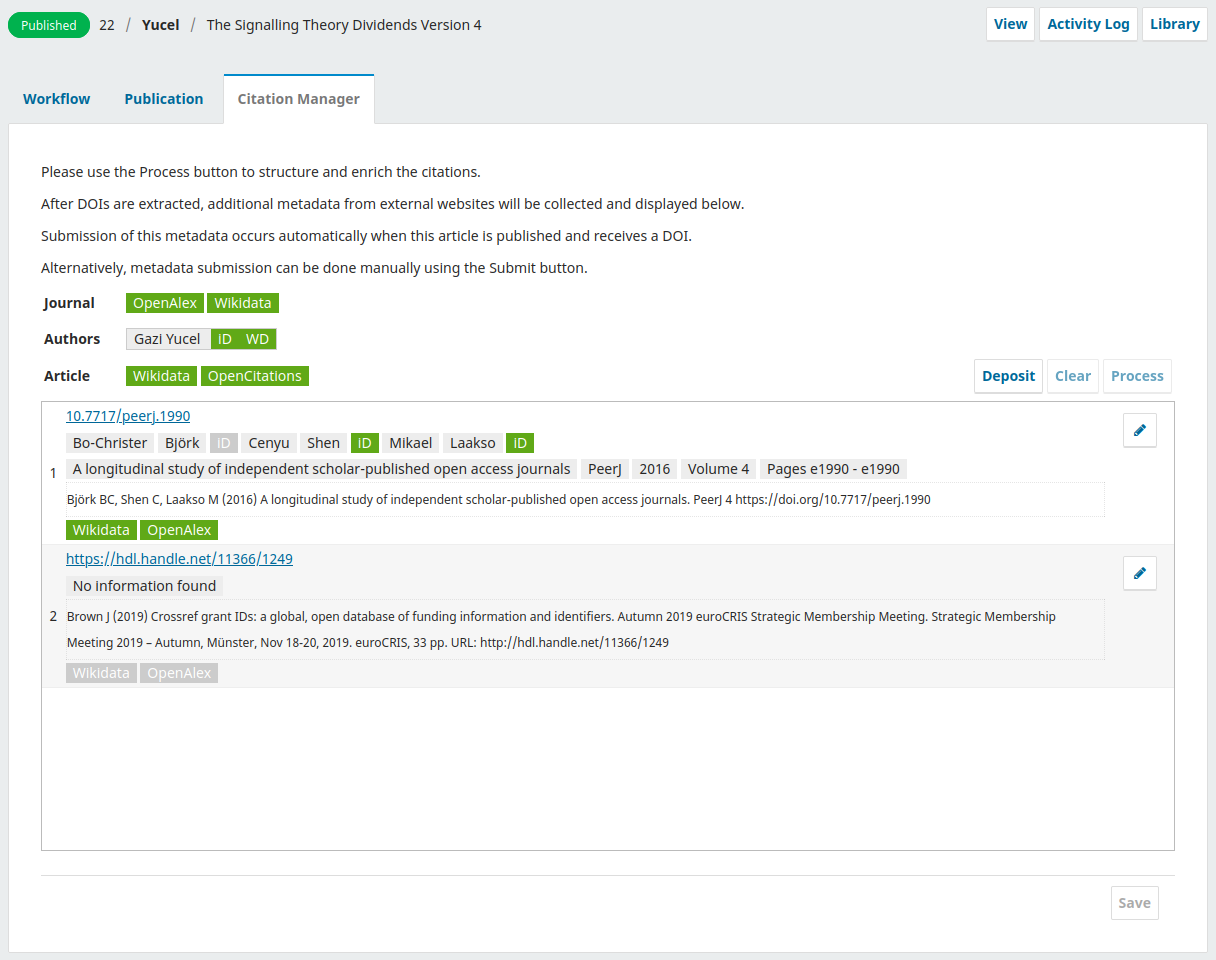 Published 22 / Yucel / The Signalling Theory Dividends Version 4 View Activity Log Library
Workflow Publication Citation Manager
Please use the Process button to structure and enrich the citations.
After DOIs are extracted, additional metadata from external websites will be collected and displayed below.
Submission of this metadata occurs automatically when this article is published and receives a DOI.
Alternatively, metadata submission can be done manually using the Submit button.
Journal OpenAlex Wikidata
Authors Gazi Yucel iD WD
Article Wikidata OpenCitations Deposit Clear Process
10.7717/peerj.1990
Bo-Christer Björk iD Cenyu Shen iD Mikael Laakso iD
1 A longitudinal study of independent scholar-published open access journals PeerJ 2016 Volume 4 Pages e1990 - e1990
Björk BC, Shen C, Laakso M (2016) A longitudinal study of independent scholar-published open access journals. PeerJ 4 https://doi.org/10.7717/peerj.1990
Wikidata OpenAlex
https://hdl.handle.net/11366/1249
No information found
2 Brown J (2019) Crossref grant IDs: a global, open database of funding information and identifiers. Autumn 2019 euroCRIS Strategic Membership Meeting. Strategic Membership
Meeting 2019 – Autumn, Münster, Nov 18-20, 2019. euroCRIS, 33 pp. URL: http://hdl.handle.net/11366/1249
Wikidata OpenAlex
Save